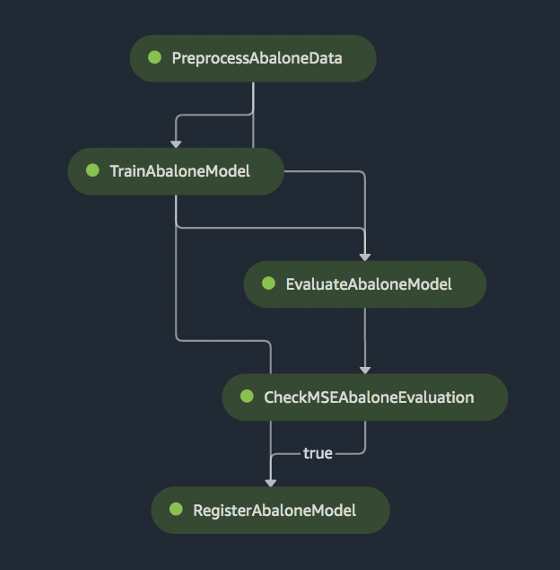 PreprocessAbaloneData
TrainAbaloneModel
EvaluateAbaloneModel
CheckMSEAbaloneEvaluation
true
RegisterAbaloneModel